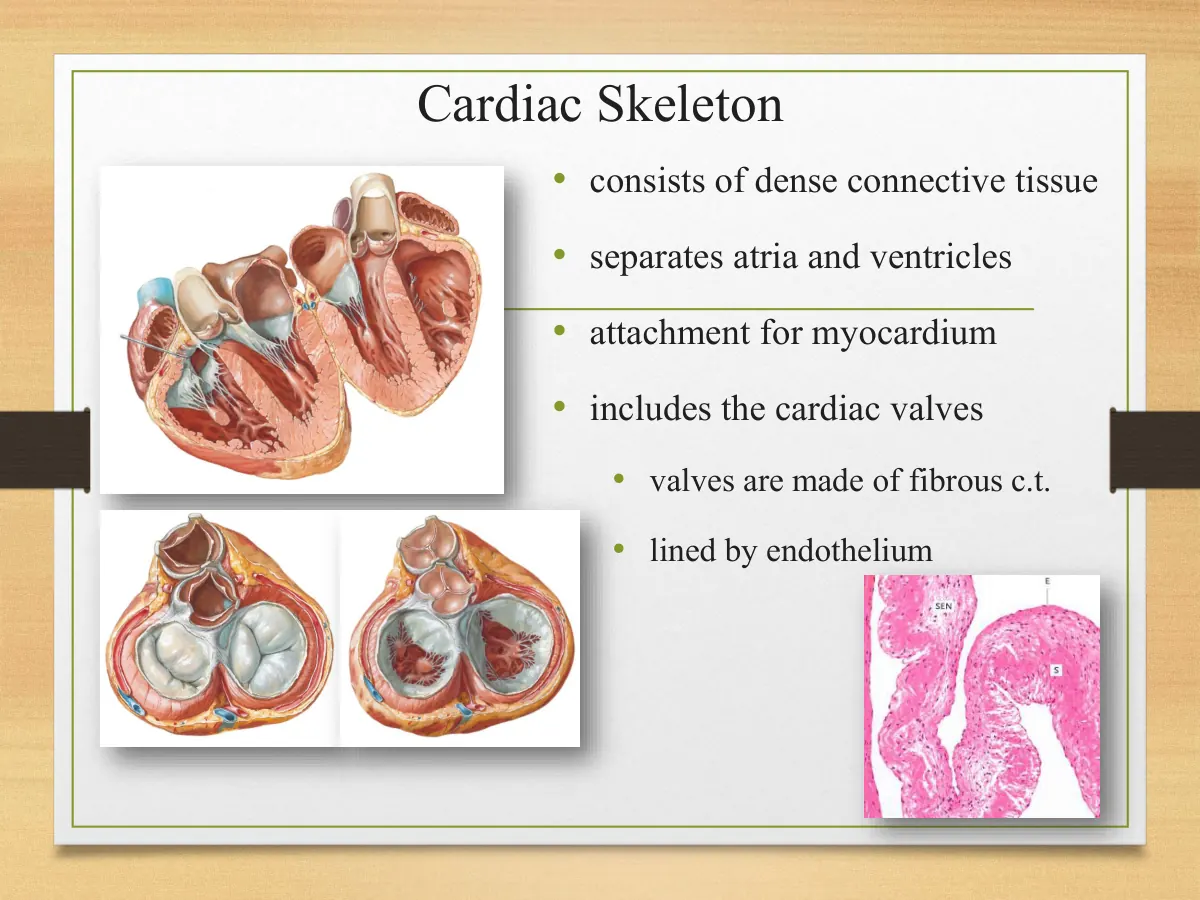 Cardiac Skeleton
• consists of dense connective tissue
• separates atria and ventricles
• attachment for myocardium
• includes the cardiac valves
• valves are made of fibrous c.t.
• lined by endothelium
E
SEN
S